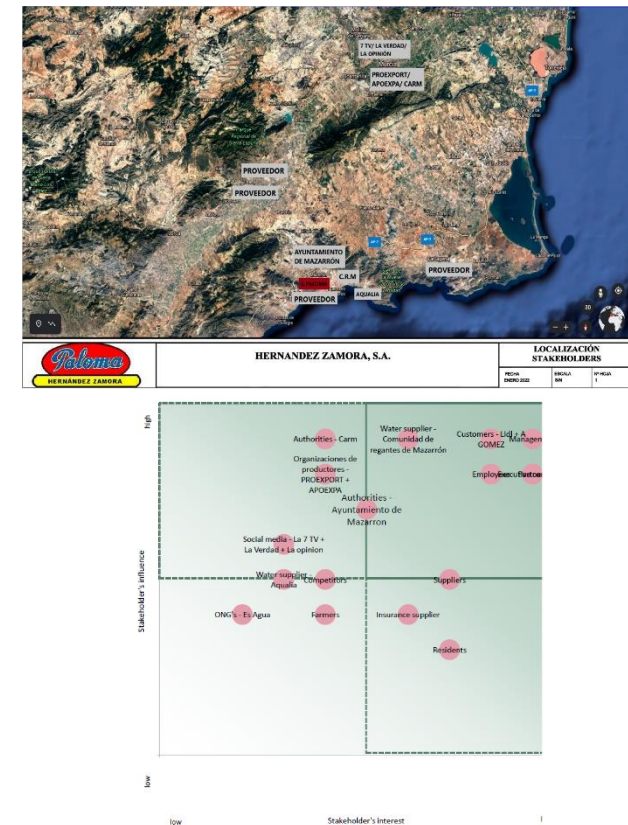 7 TV/ LA VERDAD/
LA OPINIÓN
PROEXPORT/
APOEXPA/ CARM
PROVEEDOR
PROVEEDOR
AYUNTAMIENTO
DE MAZARRÓN
C.R.M
PROVEEDOR
AQUALIA
PROVEEDOR
3D
Paloma
HERNÁNDEZ ZAMORA
HERNANDEZ ZAMORA, S.A.
LOCALIZACIÓN
STAKEHOLDERS
FECHA
ENERO 2022
ESCALA
S/N
Nº HOJA
1
high
Authorities - Carm
Water supplier -
Comunidad de
regantes de Mazarrón
Customers - Lidl + A
GOMEZ
Organizaciones de
productores -
PROEXPORT +
APOEXPA
Authorities -
Ayuntamiento de
Mazarron
Social media - La 7 TV +
La Verdad + La opinion
Stakeholder's influence
Water supplier -
Aqualia
Competitors
Suppliers
ONG's - Es Agua
Farmers
Insurance supplier
Residents
low
low
Stakeholder's interest